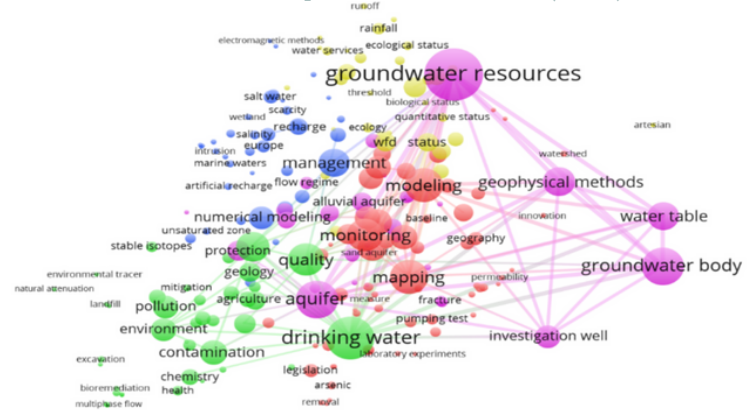 runoff
rainfall
electromagnetic methods
ecological status
water services
groundwater resources
threshold
salt water
biological status
scarcity
wetland
quantitative status
recharge
ecology
artesian
salinity
wfd
status
europe
intrusion
watershed
marine waters
management
flow regime
modeling
geophysical methods
artificial recharge
alluvial aquifer
numerical modeling
baseline
innovation
water table
unsaturated zone
monitoring
geography
stable isotopes
protection
sand aquifer
quality
groundwater body
geology
environmental tracer
mapping
permeability
natural attenuation
mitigation
agriculture
aquifer
measure
fracture
landfill
pollution
pumping test
environment
drinking water
investigation well
contamination
laboratory experiments
excavation
legislation
chemistry
arsenic
bioremediation
health
multiphase flow
removal